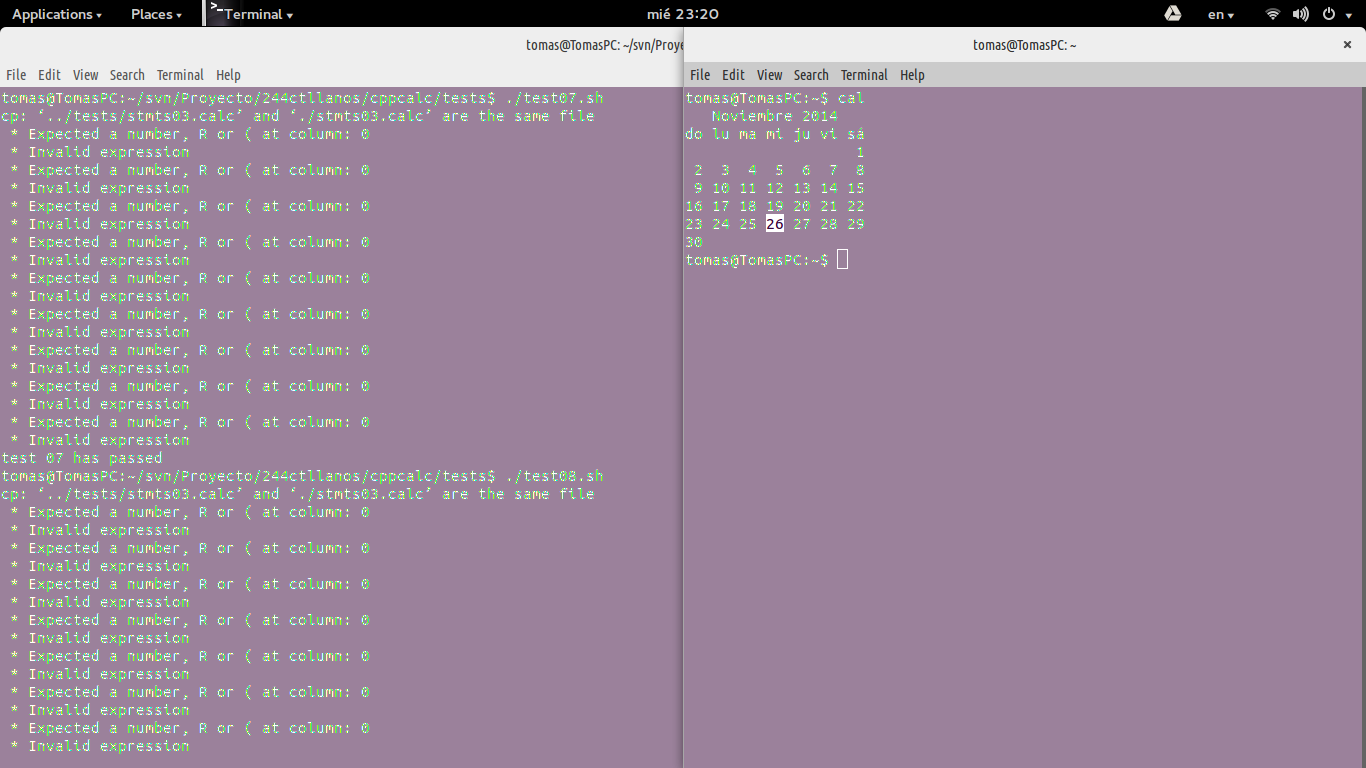 Applications Places Terminal mié 23:20 en
tomas@TomasPC: ~/svn/Proye
File Edit View Search Terminal Help
tomas@TomasPC:~/svn/Proyecto/244ctllanos/cppcalc/tests$ ./test07.sh
cp: ‘../tests/stmts03.calc’ and ‘./stmts03.calc’ are the same file
* Expected a number, R or ( at column: 0
* Invalid expression
* Expected a number, R or ( at column: 0
* Invalid expression
* Expected a number, R or ( at column: 0
* Invalid expression
* Expected a number, R or ( at column: 0
* Invalid expression
* Expected a number, R or ( at column: 0
* Invalid expression
* Expected a number, R or ( at column: 0
* Invalid expression
* Expected a number, R or ( at column: 0
* Invalid expression
* Expected a number, R or ( at column: 0
* Invalid expression
* Expected a number, R or ( at column: 0
* Invalid expression
test 07 has passed
tomas@TomasPC:~/svn/Proyecto/244ctllanos/cppcalc/tests$ ./test08.sh
cp: ‘../tests/stmts03.calc’ and ‘./stmts03.calc’ are the same file
* Expected a number, R or ( at column: 0
* Invalid expression
* Expected a number, R or ( at column: 0
* Invalid expression
* Expected a number, R or ( at column: 0
* Invalid expression
* Expected a number, R or ( at column: 0
* Invalid expression
* Expected a number, R or ( at column: 0
* Invalid expression
* Expected a number, R or ( at column: 0
* Invalid expression
* Expected a number, R or ( at column: 0
* Invalid expression
tomas@TomasPC: ~
File Edit View Search Terminal Help
tomas@TomasPC:~$ cal
Noviembre 2014
do lu ma mi ju vi sá
1
2 3 4 5 6 7 8
9 10 11 12 13 14 15
16 17 18 19 20 21 22
23 24 25 26 27 28 29
30
tomas@TomasPC:~$